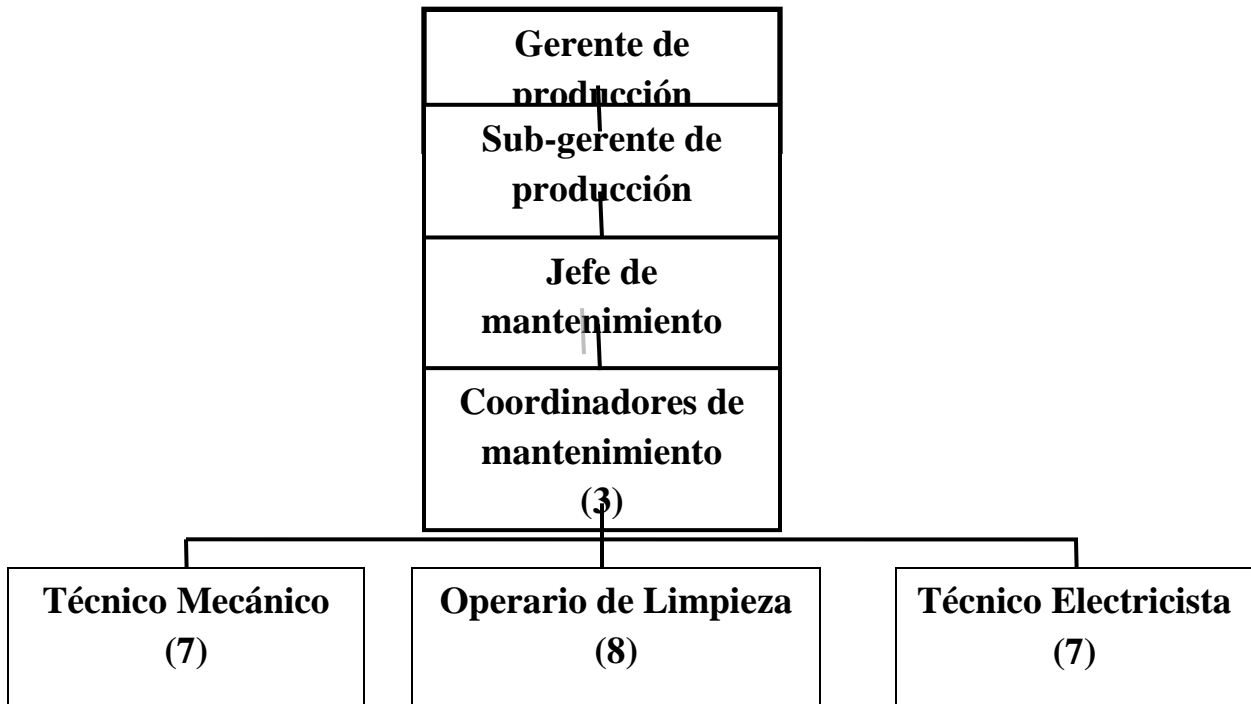 Gerente de
producción
Sub-gerente de
producción
Jefe de
mantenimiento
Coordinadores de
mantenimiento
(3)
Técnico Mecánico
(7)
Operario de Limpieza
(8)
Técnico Electricista
(7)